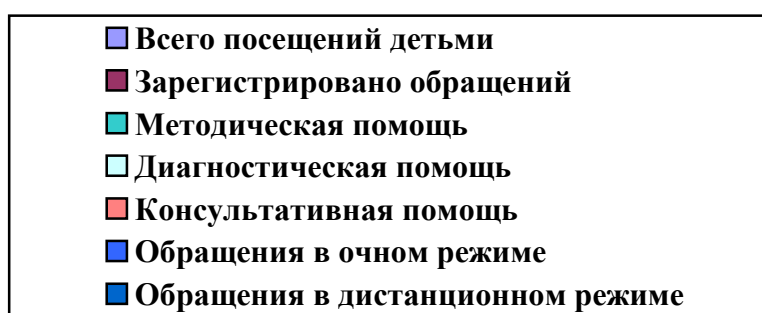 Всего посещений детьми
Зарегистрировано обращений
Методическая помощь
Диагностическая помощь
Консультативная помощь
Обращения в очном режиме
Обращения в дистанционном режиме